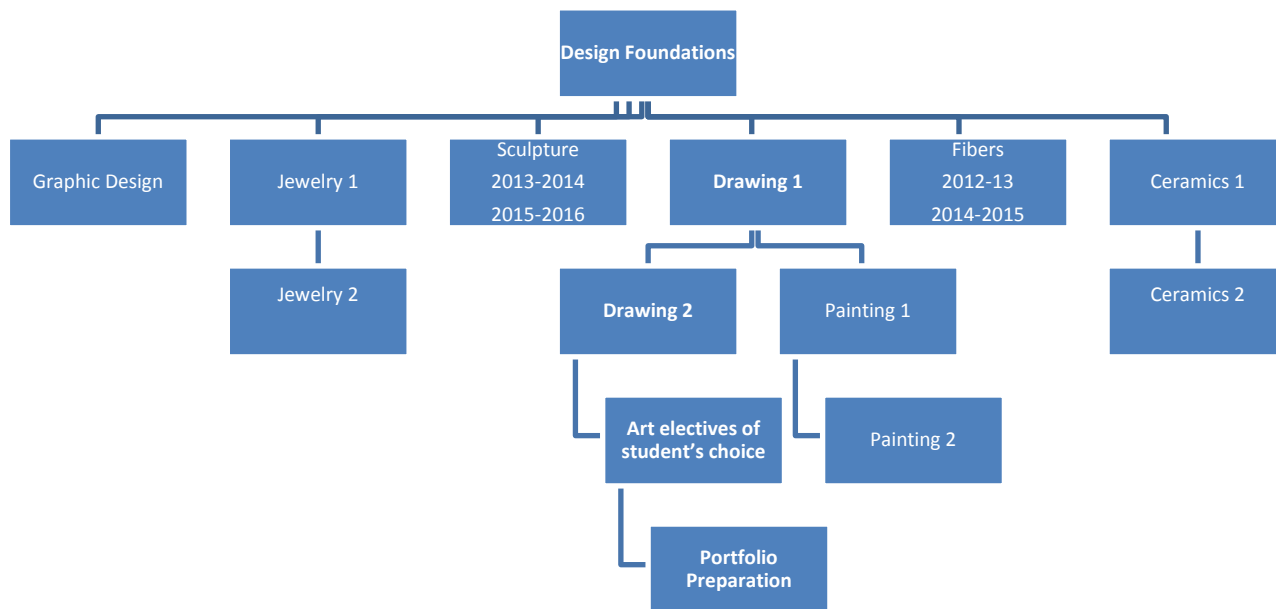 Design Foundations
Graphic Design
Jewelry 1
Sculpture
2013-2014
2015-2016
Drawing 1
Fibers
2012-13
2014-2015
Ceramics 1
Jewelry 2
Drawing 2
Painting 1
Ceramics 2
Art electives of
student’s choice
Painting 2
Portfolio
Preparation